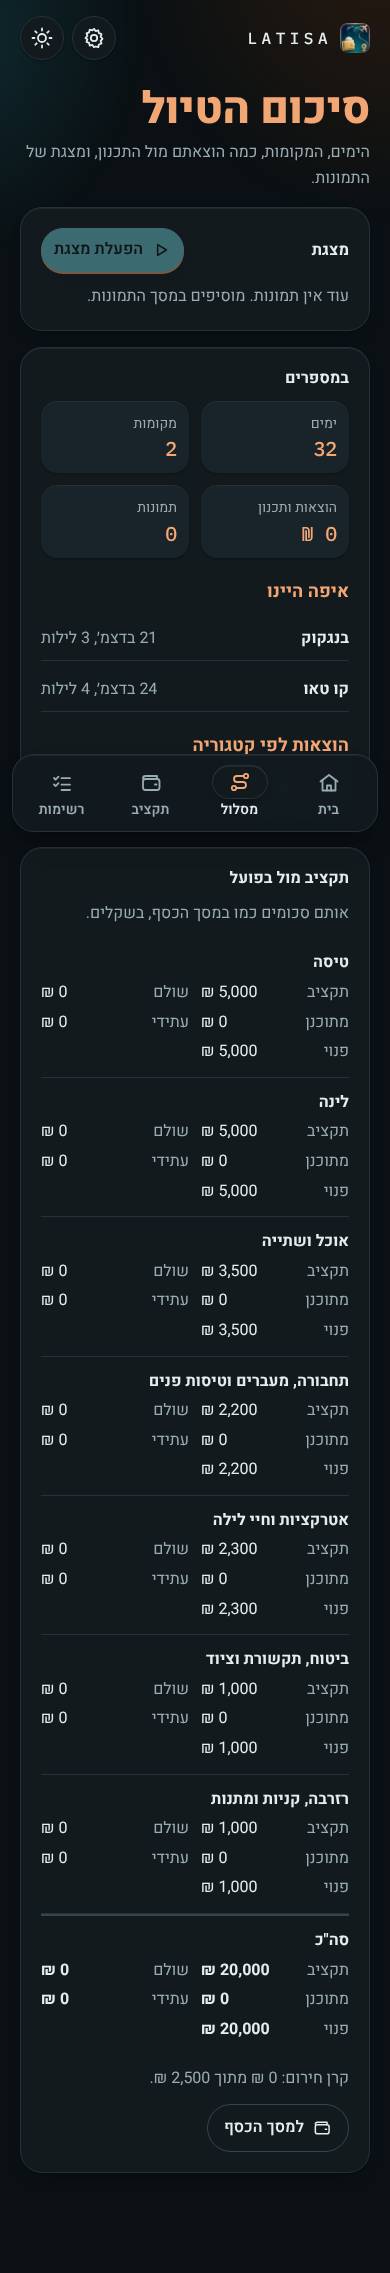 LATISA
סיכום הטיול
הימים, המקומות, כמה הוצאתם מול התכנון, ומצגת של
התמונות.
מצגת
הפעלת מצגת
עוד אין תמונות. מוסיפים במסך התמונות.
במספרים
ימים
מקומות
32
2
הוצאות ותכנון
תמונות
0 ₪
0
איפה היינו
בנגקוק 21 בדצמ׳, 3 לילות
קו טאו 24 בדצמ׳, 4 לילות
הוצאות לפי קטגוריה
בית
מסלול
תקציב
רשימות
תקציב מול בפועל
אותם סכומים כמו במסך הכסף, בשקלים.
טיסה
תקציב 5,000 ₪ שולם 0 ₪
מתוכנן 0 ₪ עתידי 0 ₪
פנוי 5,000 ₪
לינה
תקציב 5,000 ₪ שולם 0 ₪
מתוכנן 0 ₪ עתידי 0 ₪
פנוי 5,000 ₪
אוכל ושתייה
תקציב 3,500 ₪ שולם 0 ₪
מתוכנן 0 ₪ עתידי 0 ₪
פנוי 3,500 ₪
תחבורה, מעברים וטיסות פנים
תקציב 2,200 ₪ שולם 0 ₪
מתוכנן 0 ₪ עתידי 0 ₪
פנוי 2,200 ₪
אטרקציות וחיי לילה
תקציב 2,300 ₪ שולם 0 ₪
מתוכנן 0 ₪ עתידי 0 ₪
פנוי 2,300 ₪
ביטוח, תקשורת וציוד
תקציב 1,000 ₪ שולם 0 ₪
מתוכנן 0 ₪ עתידי 0 ₪
פנוי 1,000 ₪
רזרבה, קניות ומתנות
תקציב 1,000 ₪ שולם 0 ₪
מתוכנן 0 ₪ עתידי 0 ₪
פנוי 1,000 ₪
סה"כ
תקציב 20,000 ₪ שולם 0 ₪
מתוכנן 0 ₪ עתידי 0 ₪
פנוי 20,000 ₪
קרן חירום: 0 ₪ מתוך 2,500 ₪.
למסך הכסף